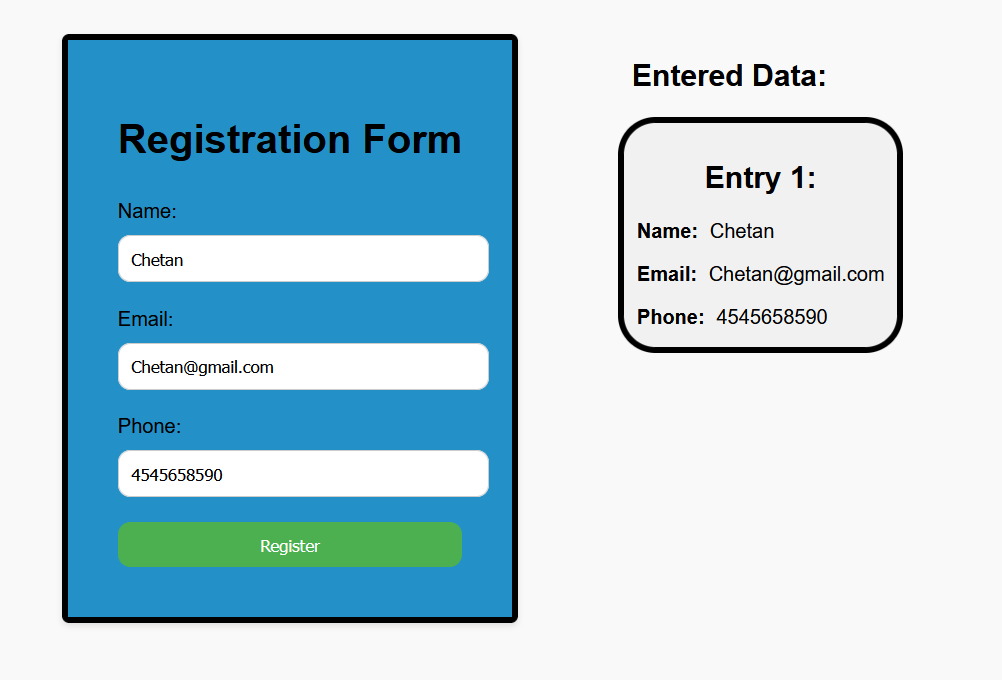 Registration Form
Name:
Chetan
Email:
Chetan@gmail.com
Phone:
4545658590
Register
Entered Data:
Entry 1:
Name: Chetan
Email: Chetan@gmail.com
Phone: 4545658590